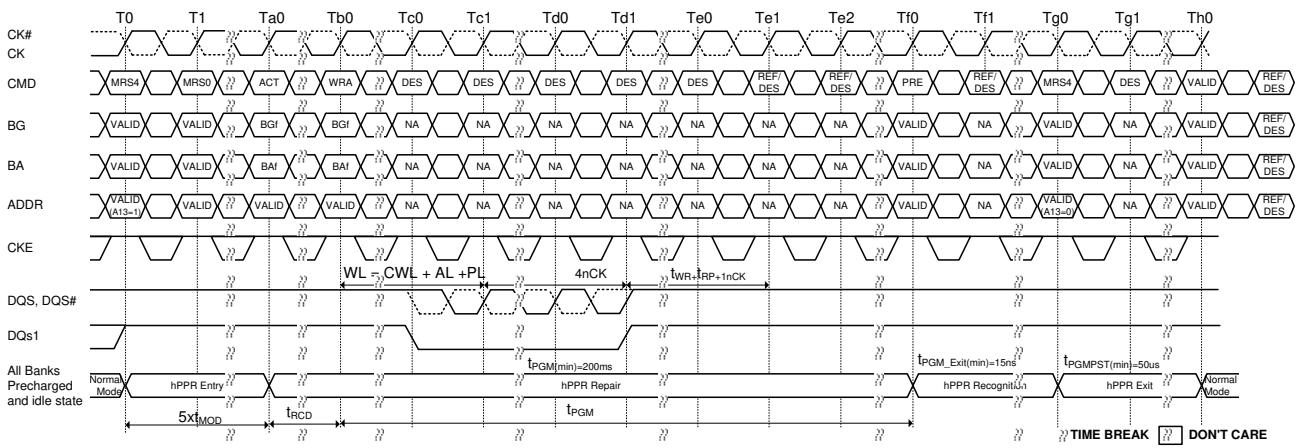 T0 T1 Ta0 Tb0 Tc0 Tc1 Td0 Td1 Te0 Te1 Te2 Tf0 Tf1 Tg0 Tg1 Th0
CK#
CK
CMD MRS4 MRS0 ACT WRA DES DES DES DES DES REF/DES REF/DES PRE REF/DES MRS4 DES VALID REF/DES
BG VALID VALID BGf BGf NA NA NA NA NA NA NA VALID NA VALID NA VALID REF/DES
BA VALID VALID BAf BAf NA NA NA NA NA NA NA VALID NA VALID NA VALID REF/DES
ADDR VALID (A13=1) VALID VALID VALID NA NA NA NA NA NA NA VALID NA VALID (A13=0) NA VALID REF/DES
CKE
WL – CWL + AL +PL 4nCK tWR+tRP+1nCK
DQS, DQS#
DQs1
tPGM(min)=200ms tPGM_Exit(min)=15ns tPGMPST(min)=50us
All Banks
Precharged
and idle state
Normal Mode hPPR Entry hPPR Repair hPPR Recognition hPPR Exit Normal Mode
5xtMOD tRCD tPGM
TIME BREAK DON'T CARE